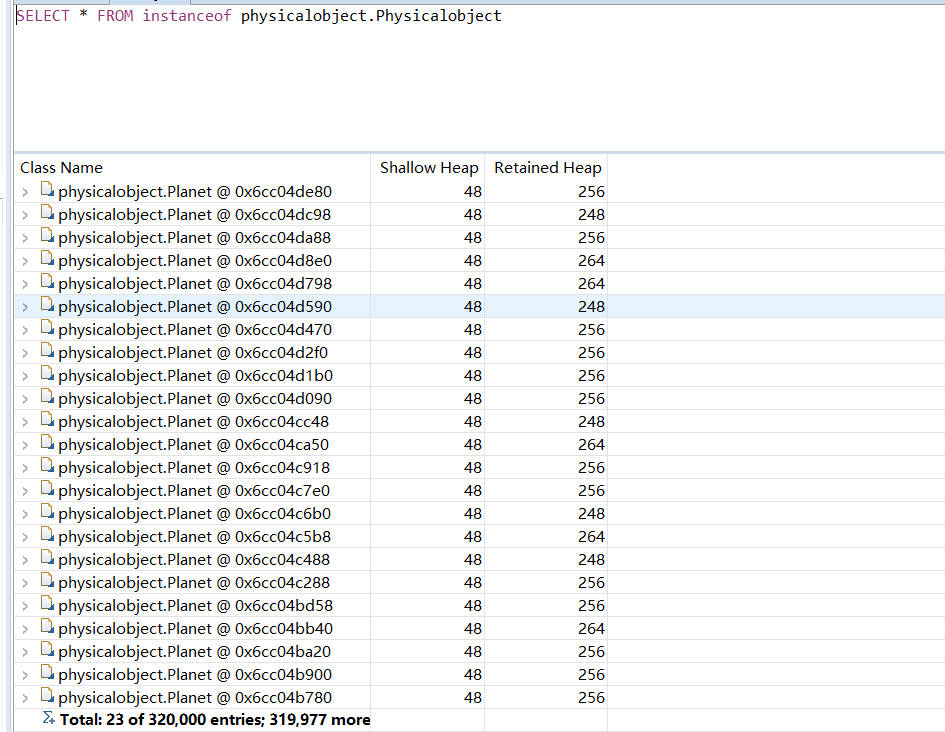 SELECT * FROM instanceof physicalobject.Physicalobject
Class Name Shallow Heap Retained Heap
physicalobject.Planet @ 0x6cc04de80 48 256
physicalobject.Planet @ 0x6cc04dc98 48 248
physicalobject.Planet @ 0x6cc04da88 48 256
physicalobject.Planet @ 0x6cc04d8e0 48 264
physicalobject.Planet @ 0x6cc04d798 48 264
physicalobject.Planet @ 0x6cc04d590 48 248
physicalobject.Planet @ 0x6cc04d470 48 256
physicalobject.Planet @ 0x6cc04d2f0 48 256
physicalobject.Planet @ 0x6cc04d1b0 48 256
physicalobject.Planet @ 0x6cc04d090 48 256
physicalobject.Planet @ 0x6cc04cc48 48 248
physicalobject.Planet @ 0x6cc04ca50 48 264
physicalobject.Planet @ 0x6cc04c918 48 256
physicalobject.Planet @ 0x6cc04c7e0 48 256
physicalobject.Planet @ 0x6cc04c6b0 48 248
physicalobject.Planet @ 0x6cc04c5b8 48 264
physicalobject.Planet @ 0x6cc04c488 48 248
physicalobject.Planet @ 0x6cc04c288 48 256
physicalobject.Planet @ 0x6cc04bd58 48 256
physicalobject.Planet @ 0x6cc04bb40 48 264
physicalobject.Planet @ 0x6cc04ba20 48 256
physicalobject.Planet @ 0x6cc04b900 48 256
physicalobject.Planet @ 0x6cc04b780 48 256
Total: 23 of 320,000 entries; 319,977 more